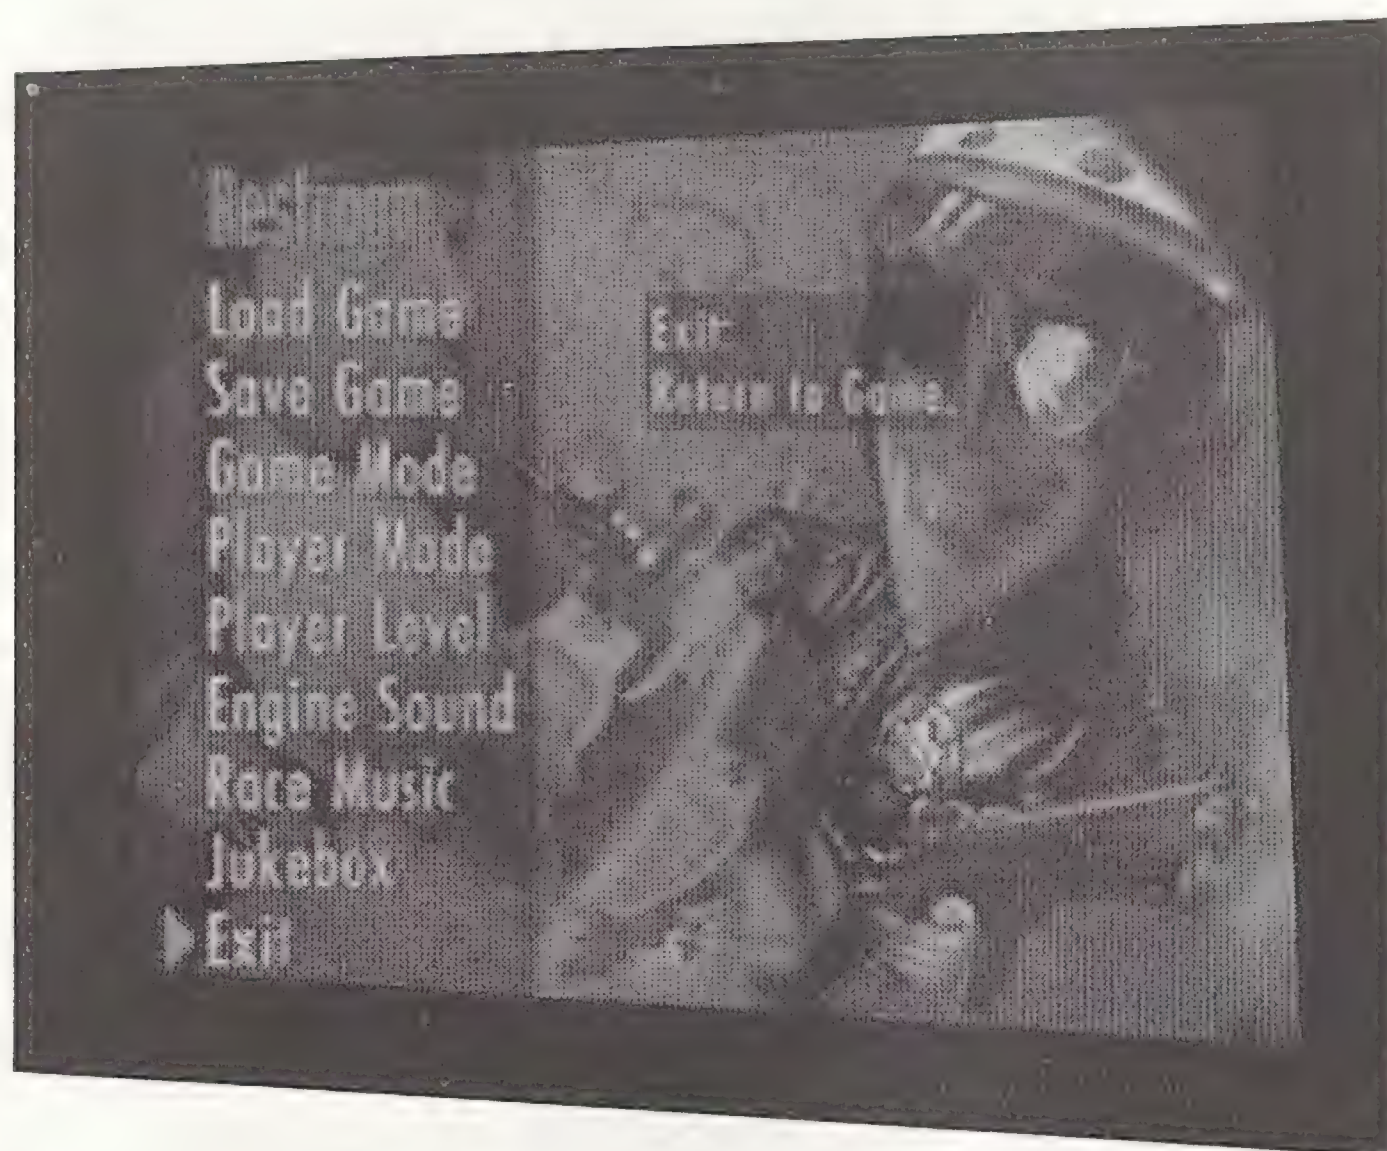 Restroom
Load Game
Save Game
Game Mode
Player Mode
Player Level
Engine Sound
Race Music
Jukebox
Exit
Exit:
Return to Game.